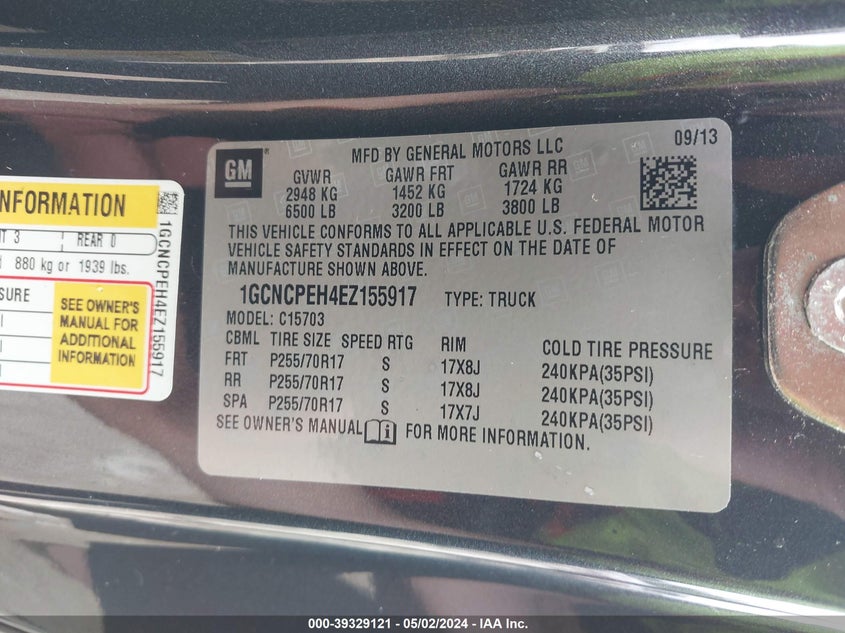 INFORMATION
T 3 REAR 0
880 kg or 1939 lbs.
SURE
SEE OWNER'S
MANUAL FOR
ADDITIONAL
INFORMATION
1GCNCPEH4EZ155917
GM
MFD BY GENERAL MOTORS LLC
09/13
GVWR GAWR FRT GAWR RR
2948 KG 1452 KG 1724 KG
6500 LB 3200 LB 3800 LB
THIS VEHICLE CONFORMS TO ALL APPLICABLE U.S. FEDERAL MOTOR
VEHICLE SAFETY STANDARDS IN EFFECT ON THE DATE OF
MANUFACTURE SHOWN ABOVE.
1GCNCPEH4EZ155917 TYPE: TRUCK
MODEL: C15703
CBML TIRE SIZE SPEED RTG RIM COLD TIRE PRESSURE
FRT P255/70R17 S 17X8J 240KPA(35PSI)
RR P255/70R17 S 17X8J 240KPA(35PSI)
SPA P255/70R17 S 17X7J 240KPA(35PSI)
SEE OWNER'S MANUAL FOR MORE INFORMATION.
000-39329121 - 05/02/2024 - IAA Inc.